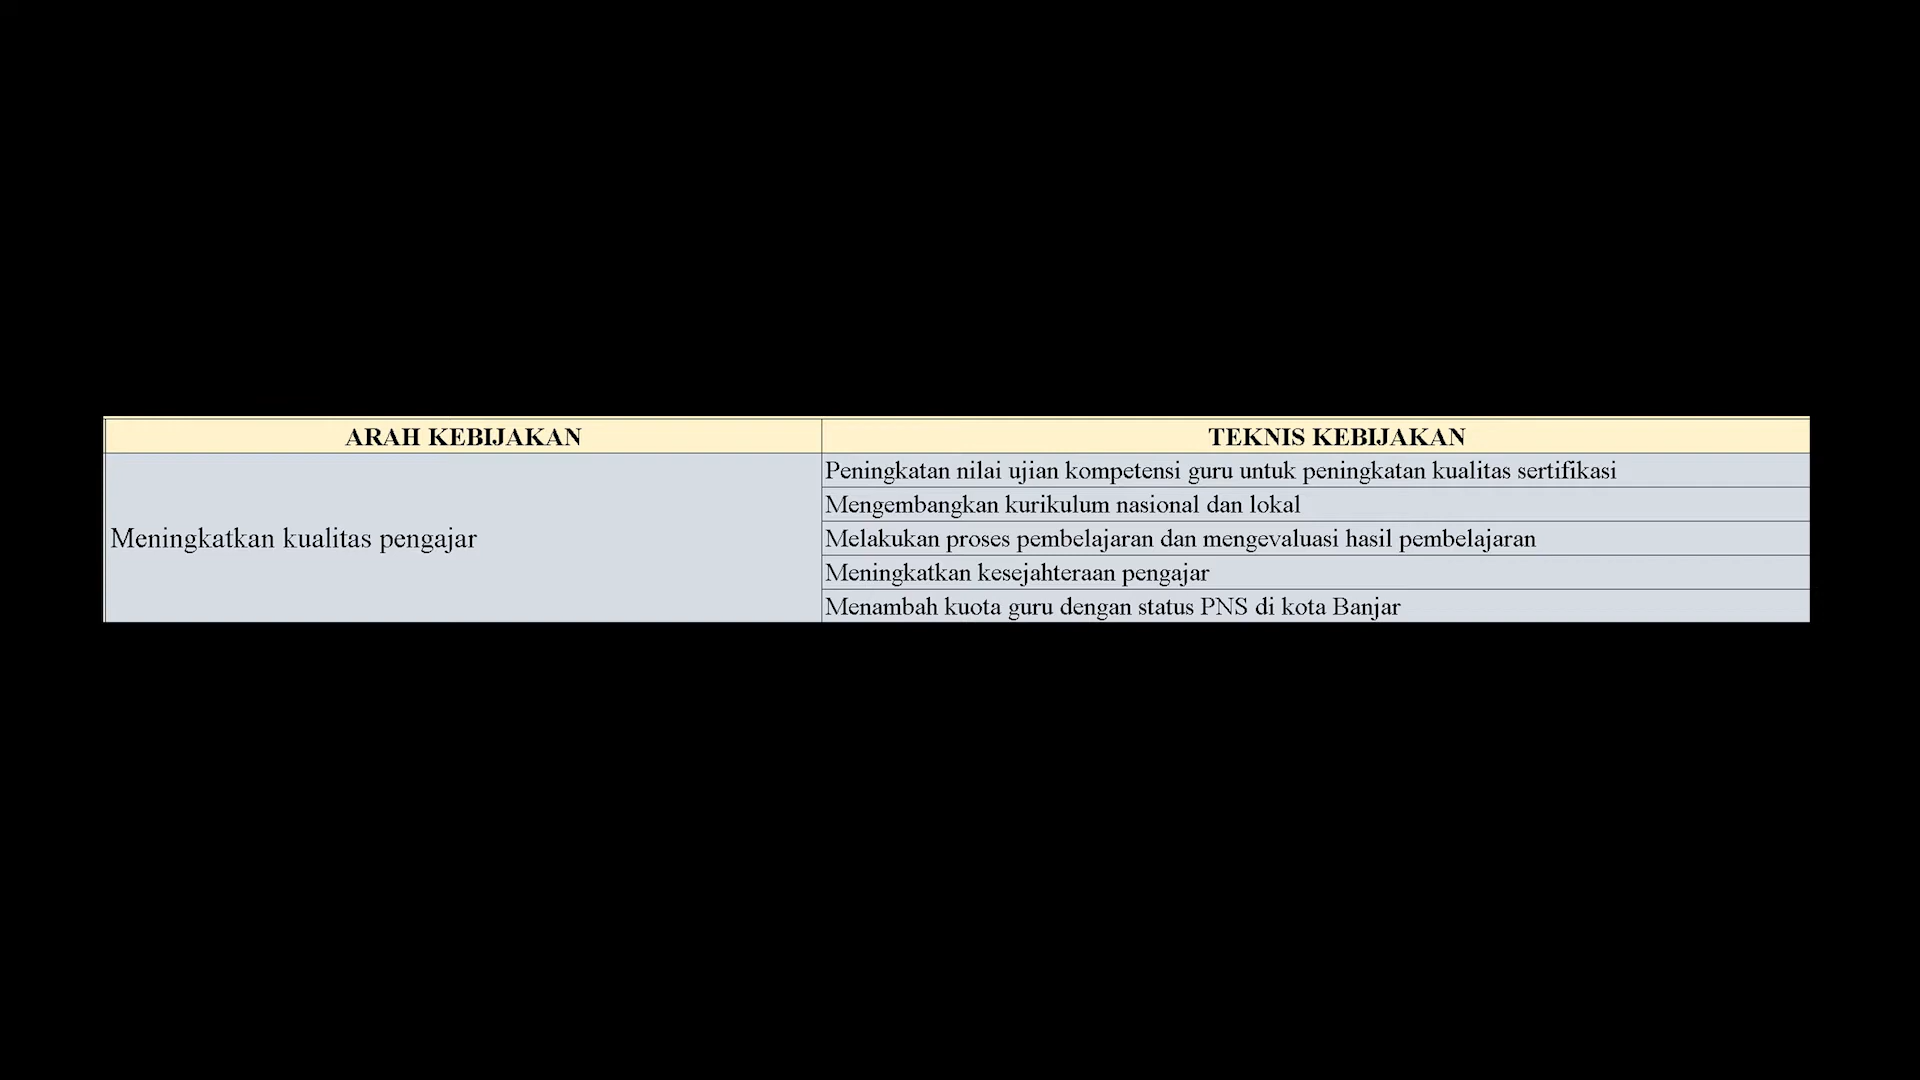 ARAH KEBIJAKAN
TEKNIS KEBIJAKAN
Meningkatkan kualitas pengajar
Peningkatan nilai ujian kompetensi guru untuk peningkatan kualitas sertifikasi
Mengembangkan kurikulum nasional dan lokal
Melakukan proses pembelajaran dan mengevaluasi hasil pembelajaran
Meningkatkan kesejahteraan pengajar
Menambah kuota guru dengan status PNS di kota Banjar